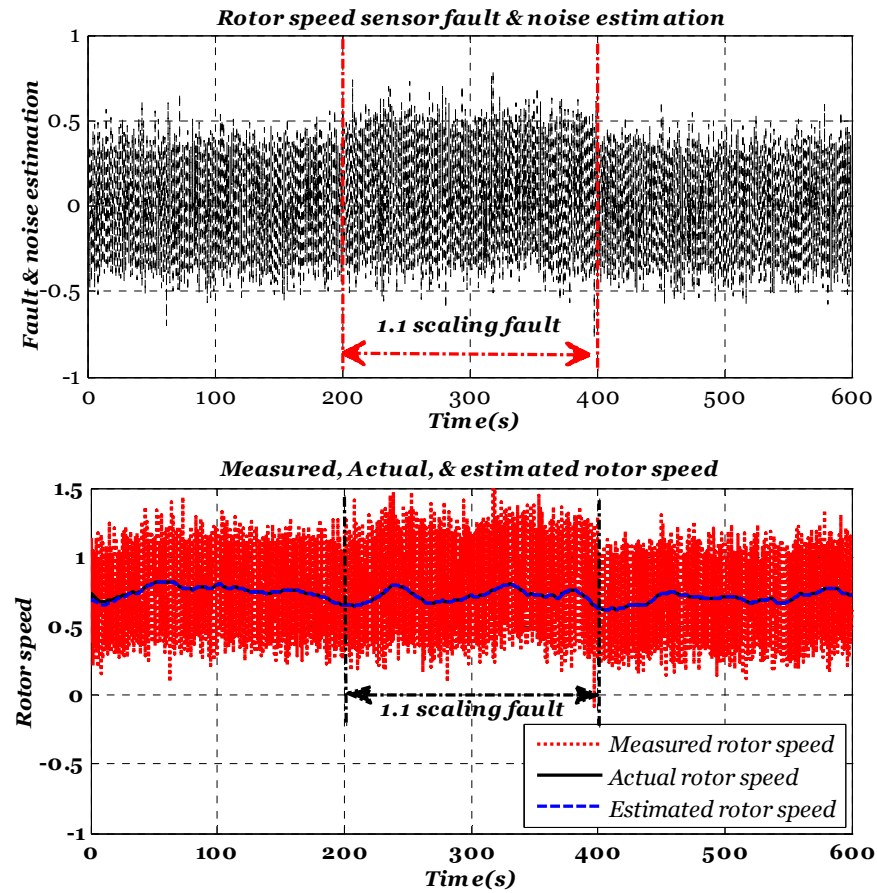 Rotor speed sensor fault & noise estimation
Fault & noise estimation
1
0.5
0
-0.5
-1
1.1 scaling fault
0 100 200 300 400 500 600
Time(s)
Measured, Actual, & estimated rotor speed
Rotor speed
1.5
1
0.5
0
-0.5
-1
1.1 scaling fault
Measured rotor speed
Actual rotor speed
Estimated rotor speed
0 100 200 300 400 500 600
Time(s)